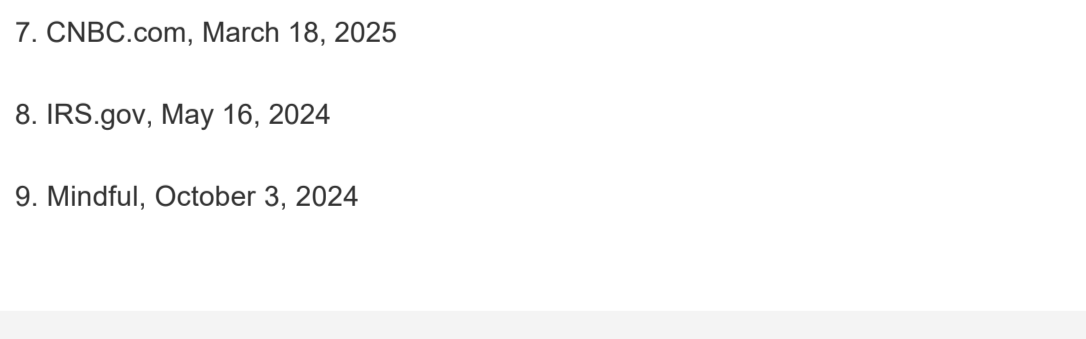 7. CNBC.com, March 18, 2025
8. IRS.gov, May 16, 2024
9. Mindful, October 3, 2024